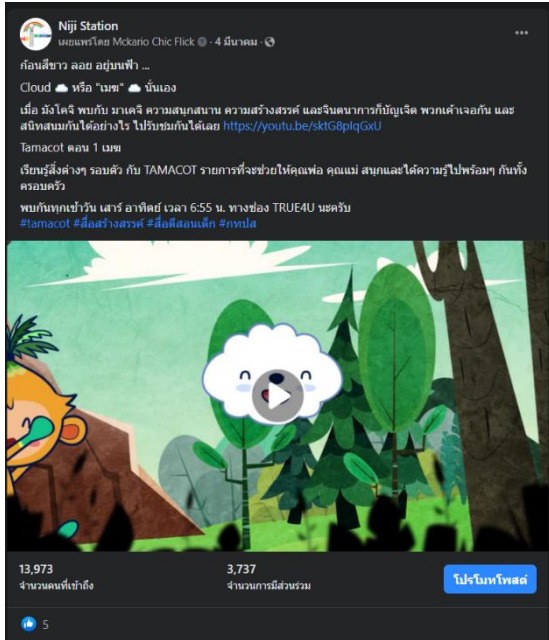 Niji Station
เผยแพร่โดย Mckario Chic Flick · 4 มีนาคม ·
ก้อนสีขาว ลอย อยู่บนฟ้า ...
Cloud ☁️ หรือ "เมฆ" ☁️ นั่นเอง
เมื่อ มังโคจิ พบกับ มาเคจิ ความสนุกสนาน ความสร้างสรรค์ และจินตนาการก็บัญเจิด พวกเค้าเจอกัน และ
สนิทสนมกันได้อย่างไร ไปรับชมกันได้เลย https://youtu.be/sktG8pIqGxU
Tamacot ตอน 1 เมฆ
เรียนรู้สิ่งต่างๆ รอบตัว กับ TAMACOT รายการที่จะช่วยให้คุณพ่อ คุณแม่ สนุกและได้ความรู้ไปพร้อมๆ กันทั้ง
ครอบครัว
พบกันทุกเช้าวัน เสาร์ อาทิตย์ เวลา 6:55 น. ทางช่อง TRUE4U นะครับ
#tamacot #สื่อสร้างสรรค์ #สื่อดีสอนเด็ก #กทปส
13,973
จำนวนคนที่เข้าถึง
3,737
จำนวนการมีส่วนร่วม
โปรโมทโพสต์
5